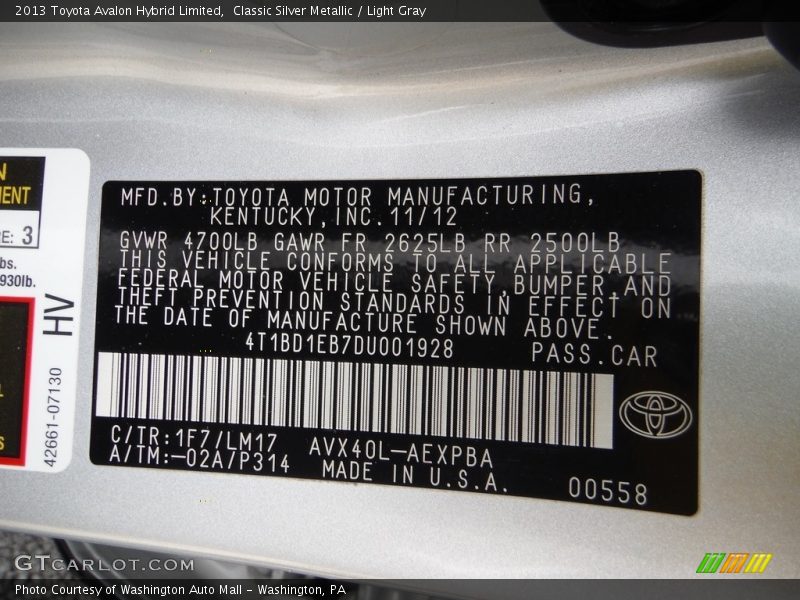 2013 Toyota Avalon Hybrid Limited, Classic Silver Metallic / Light Gray
MFD.BY:TOYOTA MOTOR MANUFACTURING,
KENTUCKY,INC.11/12
GVWR 4700LB GAWR FR 2625LB RR 2500LB
THIS VEHICLE CONFORMS TO ALL APPLICABLE
FEDERAL MOTOR VEHICLE SAFETY BUMPER AND
THEFT PREVENTION STANDARDS IN EFFECT ON
THE DATE OF MANUFACTURE SHOWN ABOVE.
4T1BD1EB7DU001928 PASS.CAR
C/TR:1F7/LM17 AVX40L-AEXPBA
A/TM:-02A/P314 MADE IN U.S.A.
00558
3
930lb.
HV
42661-07130
GTCARLOT.COM
Photo Courtesy of Washington Auto Mall - Washington, PA